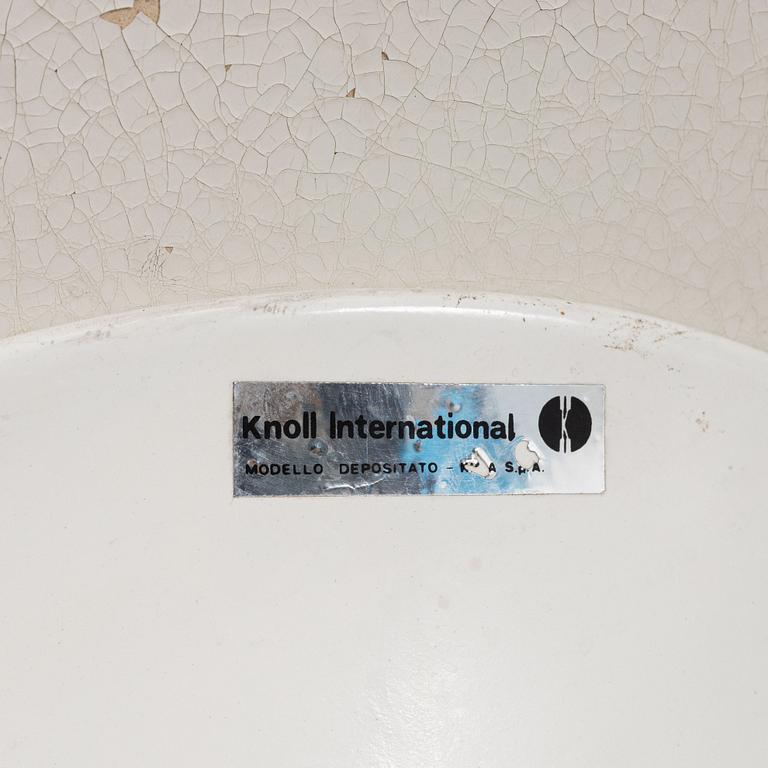 Knoll International
MODELLO DEPOSITATO - A S.p.A.